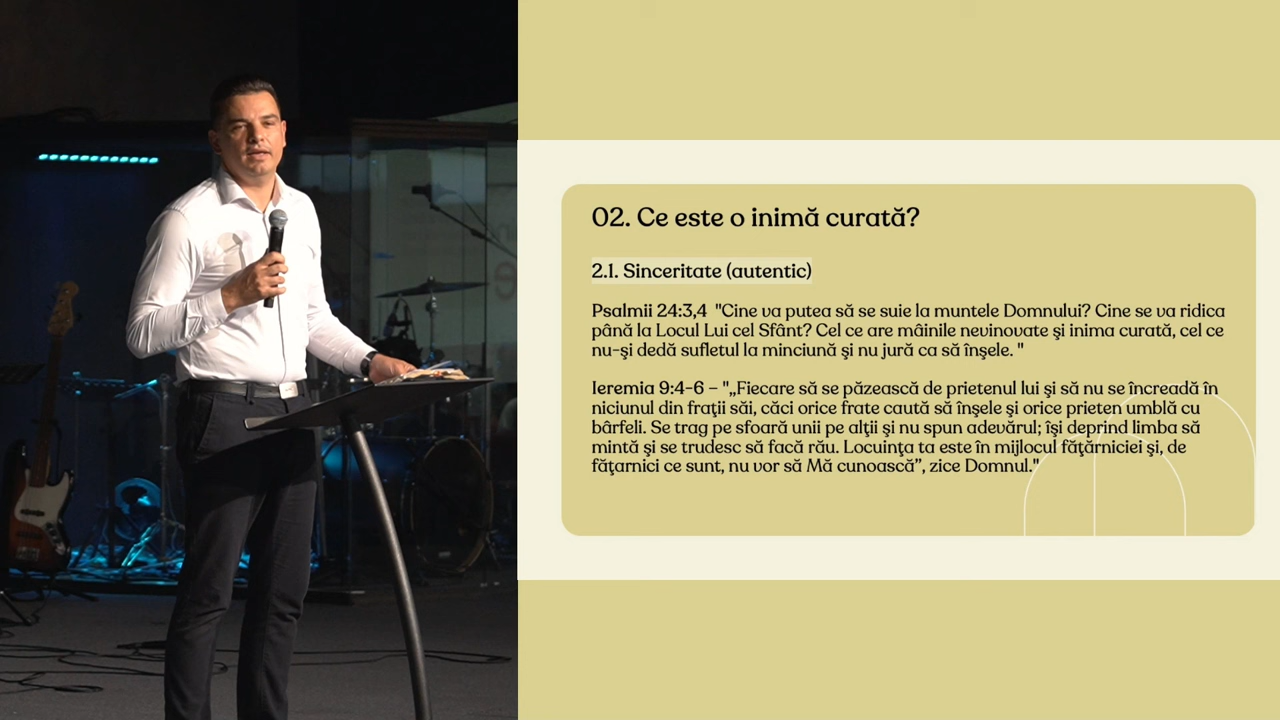 02. Ce este o inimă curată?
2.1. Sinceritate (autentic)
Psalmii 24:3,4 "Cine va putea să se suie la muntele Domnului? Cine se va ridica
până la Locul Lui cel Sfânt? Cel ce are mâinile nevinovate şi inima curată, cel ce
nu-şi dedă sufletul la minciună şi nu jură ca să înşele. "
Ieremia 9:4-6 – "„Fiecare să se păzească de prietenul lui şi să nu se încreadă în
niciunul din fraţii săi, căci orice frate caută să înşele şi orice prieten umblă cu
bârfeli. Se trag pe sfoară unii pe alţii şi nu spun adevărul; îşi deprind limba să
mintă şi se trudesc să facă rău. Locuinţa ta este în mijlocul făţărniciei şi, de
făţarnici ce sunt, nu vor să Mă cunoască”, zice Domnul."